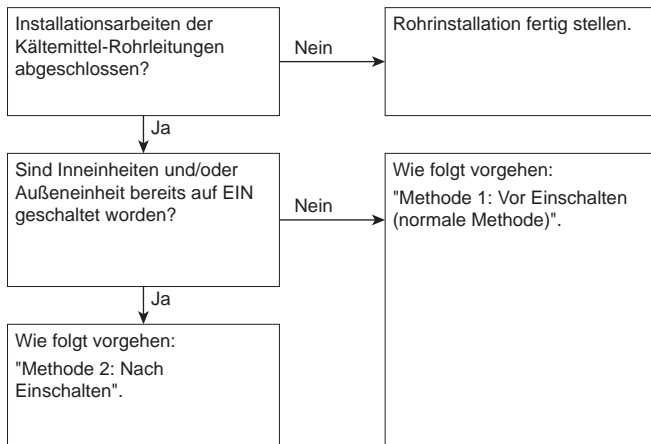 Installationsarbeiten der
Kältemittel-Rohrleitungen
abgeschlossen?
Nein
Rohrinstallation fertig stellen.
Ja
Sind Inneinheiten und/oder
Außeneinheit bereits auf EIN
geschaltet worden?
Nein
Wie folgt vorgehen:
"Methode 1: Vor Einschalten
(normale Methode)".
Ja
Wie folgt vorgehen:
"Methode 2: Nach
Einschalten".